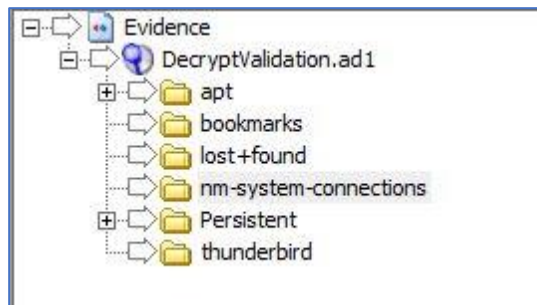 Evidence
DecryptValidation.ad1
apt
bookmarks
lost+found
nm-system-connections
Persistent
thunderbird